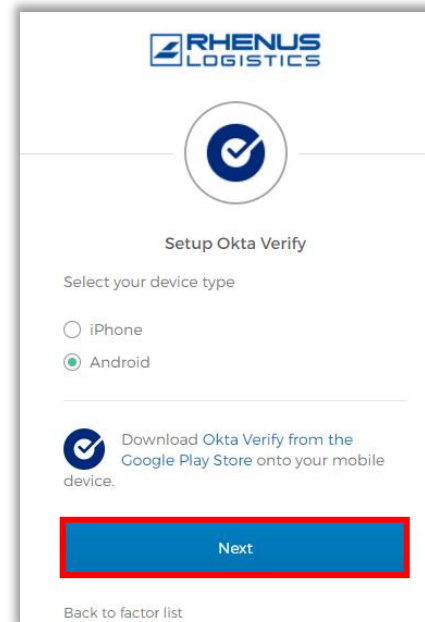 RHENUS
LOGISTICS
Setup Okta Verify
Select your device type
iPhone
Android
Download Okta Verify from the
Google Play Store onto your mobile
device.
Next
Back to factor list